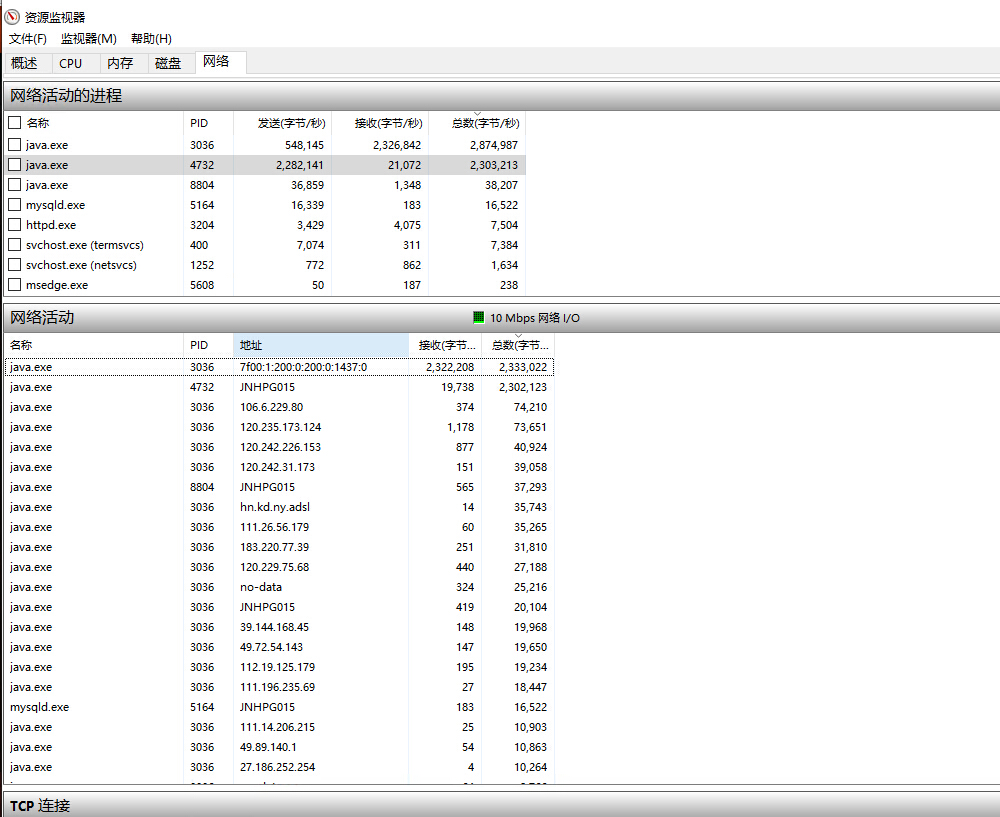 资源监视器
文件(F) 监视器(M) 帮助(H)
概述 CPU 内存 磁盘 网络
网络活动的进程
名称 PID 发送(字节/秒) 接收(字节/秒) 总数(字节/秒)
java.exe 3036 548,145 2,326,842 2,874,987
java.exe 4732 2,282,141 21,072 2,303,213
java.exe 8804 36,859 1,348 38,207
mysqld.exe 5164 16,339 183 16,522
httpd.exe 3204 3,429 4,075 7,504
svchost.exe (termsvcs) 400 7,074 311 7,384
svchost.exe (netsvcs) 1252 772 862 1,634
msedge.exe 5608 50 187 238
网络活动 10 Mbps 网络 I/O
名称 PID 地址 接收(字节... 总数(字节...
java.exe 3036 7f00:1:200:0:200:0:1437:0 2,322,208 2,333,022
java.exe 4732 JNHPG015 19,738 2,302,123
java.exe 3036 106.6.229.80 374 74,210
java.exe 3036 120.235.173.124 1,178 73,651
java.exe 3036 120.242.226.153 877 40,924
java.exe 3036 120.242.31.173 151 39,058
java.exe 8804 JNHPG015 565 37,293
java.exe 3036 hn.kd.ny.adsl 14 35,743
java.exe 3036 111.26.56.179 60 35,265
java.exe 3036 183.220.77.39 251 31,810
java.exe 3036 120.229.75.68 440 27,188
java.exe 3036 no-data 324 25,216
java.exe 3036 JNHPG015 419 20,104
java.exe 3036 39.144.168.45 148 19,968
java.exe 3036 49.72.54.143 147 19,650
java.exe 3036 112.19.125.179 195 19,234
java.exe 3036 111.196.235.69 27 18,447
mysqld.exe 5164 JNHPG015 183 16,522
java.exe 3036 111.14.206.215 25 10,903
java.exe 3036 49.89.140.1 54 10,863
java.exe 3036 27.186.252.254 4 10,264
TCP 连接